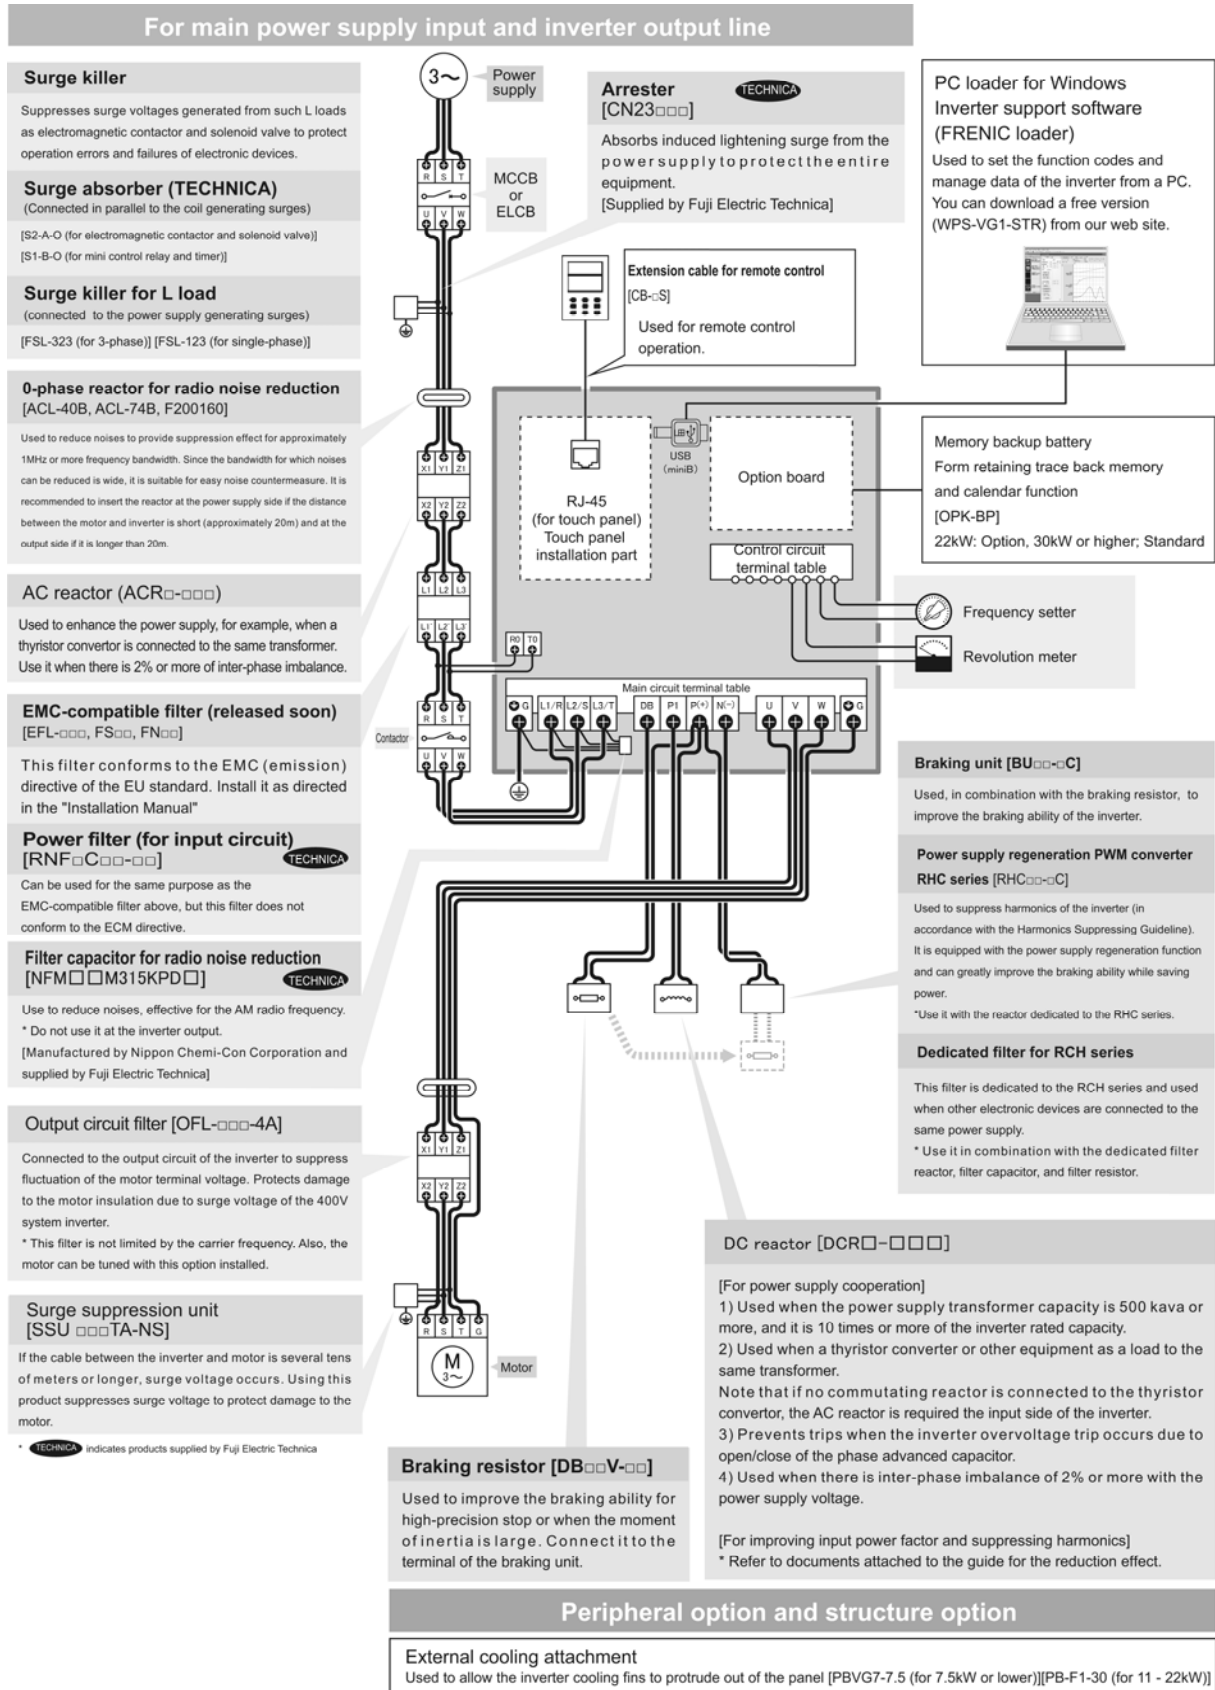 For main power supply input and inverter output line
Surge killer
Suppresses surge voltages generated from such L loads
as electromagnetic contactor and solenoid valve to protect
operation errors and failures of electronic devices.
Surge absorber (TECHNICA)
(Connected in parallel to the coil generating surges)
[S2-A-O (for electromagnetic contactor and solenoid valve)]
[S1-B-O (for mini control relay and timer)]
Surge killer for L load
(connected to the power supply generating surges)
[FSL-323 (for 3-phase)] [FSL-123 (for single-phase)]
0-phase reactor for radio noise reduction
[ACL-40B, ACL-74B, F200160]
Used to reduce noises to provide suppression effect for approximately
1MHz or more frequency bandwidth. Since the bandwidth for which noises
can be reduced is wide, it is suitable for easy noise countermeasure. It is
recommended to insert the reactor at the power supply side if the distance
between the motor and inverter is short (approximately 20m) and at the
output side if it is longer than 20m.
AC reactor (ACR□-□□□)
Used to enhance the power supply, for example, when a
thyristor convertor is connected to the same transformer.
Use it when there is 2% or more of inter-phase imbalance.
EMC-compatible filter (released soon)
[EFL-□□□, FS□□, FN□□]
This filter conforms to the EMC (emission)
directive of the EU standard. Install it as directed
in the "Installation Manual"
Power filter (for input circuit)
[RNF□C□□-□□] TECHNICA
Can be used for the same purpose as the
EMC-compatible filter above, but this filter does not
conform to the ECM directive.
Filter capacitor for radio noise reduction
[NFM□□M315KPD□] TECHNICA
Use to reduce noises, effective for the AM radio frequency.
* Do not use it at the inverter output.
[Manufactured by Nippon Chemi-Con Corporation and
supplied by Fuji Electric Technica]
Output circuit filter [OFL-□□□-4A]
Connected to the output circuit of the inverter to suppress
fluctuation of the motor terminal voltage. Protects damage
to the motor insulation due to surge voltage of the 400V
system inverter.
* This filter is not limited by the carrier frequency. Also, the
motor can be tuned with this option installed.
Surge suppression unit
[SSU □□□TA-NS]
If the cable between the inverter and motor is several tens
of meters or longer, surge voltage occurs. Using this
product suppresses surge voltage to protect damage to the
motor.
* TECHNICA indicates products supplied by Fuji Electric Technica
3~
Power
supply
R S T
U V W
MCCB
or
ELCB
X1 Y1 Z1
X2 Y2 Z2
L1 L2 L3
L1' L2' L3'
R S T
Contactor
U V W
X1 Y1 Z1
X2 Y2 Z2
R S T G
M
3~
Motor
Arrester TECHNICA
[CN23□□□]
Absorbs induced lightening surge from the
power supply to protect the entire
equipment.
[Supplied by Fuji Electric Technica]
Extension cable for remote control
[CB-□S]
Used for remote control
operation.
RJ-45
(for touch panel)
Touch panel
installation part
USB
(miniB)
Option board
Control circuit
terminal table
R0 T0
Main circuit terminal table
G L1/R L2/S L3/T DB P1 P(+) N(-) U V W G
PC loader for Windows
Inverter support software
(FRENIC loader)
Used to set the function codes and
manage data of the inverter from a PC.
You can download a free version
(WPS-VG1-STR) from our web site.
Memory backup battery
Form retaining trace back memory
and calendar function
[OPK-BP]
22kW: Option, 30kW or higher; Standard
Frequency setter
Revolution meter
Braking unit [BU□□-□C]
Used, in combination with the braking resistor, to
improve the braking ability of the inverter.
Power supply regeneration PWM converter
RHC series [RHC□□-□C]
Used to suppress harmonics of the inverter (in
accordance with the Harmonics Suppressing Guideline).
It is equipped with the power supply regeneration function
and can greatly improve the braking ability while saving
power.
*Use it with the reactor dedicated to the RHC series.
Dedicated filter for RCH series
This filter is dedicated to the RCH series and used
when other electronic devices are connected to the
same power supply.
* Use it in combination with the dedicated filter
reactor, filter capacitor, and filter resistor.
DC reactor [DCR□-□□□]
[For power supply cooperation]
1) Used when the power supply transformer capacity is 500 kava or
more, and it is 10 times or more of the inverter rated capacity.
2) Used when a thyristor converter or other equipment as a load to the
same transformer.
Note that if no commutating reactor is connected to the thyristor
convertor, the AC reactor is required the input side of the inverter.
3) Prevents trips when the inverter overvoltage trip occurs due to
open/close of the phase advanced capacitor.
4) Used when there is inter-phase imbalance of 2% or more with the
power supply voltage.
[For improving input power factor and suppressing harmonics]
* Refer to documents attached to the guide for the reduction effect.
Braking resistor [DB□□V-□□]
Used to improve the braking ability for
high-precision stop or when the moment
of inertia is large. Connect it to the
terminal of the braking unit.
Peripheral option and structure option
External cooling attachment
Used to allow the inverter cooling fins to protrude out of the panel [PBVG7-7.5 (for 7.5kW or lower)][PB-F1-30 (for 11 - 22kW)]